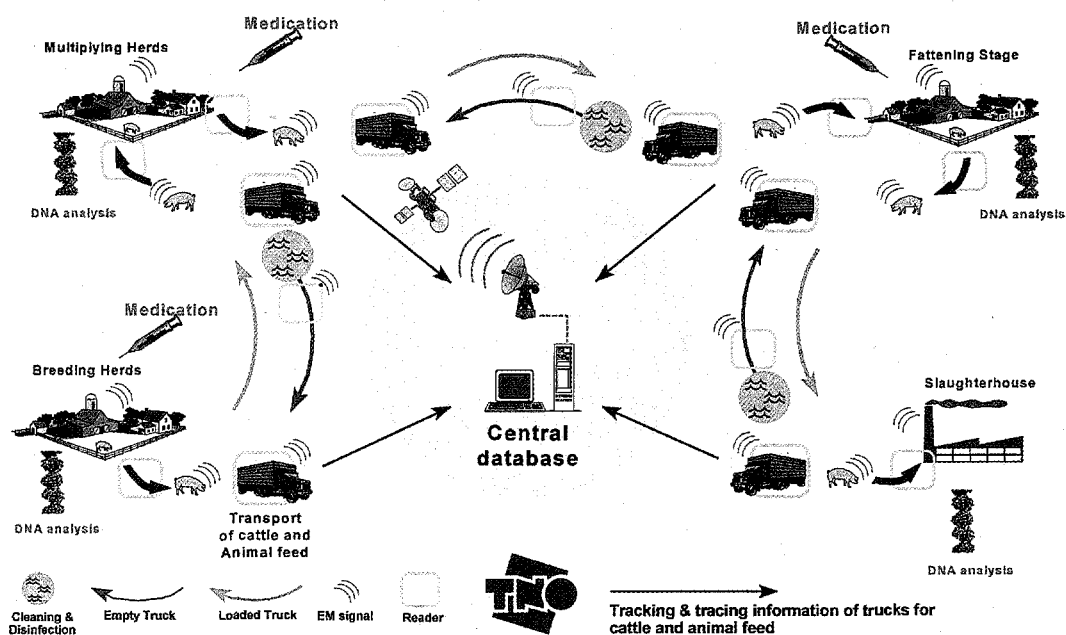 Medication
Multiplying Herds
DNA analysis
Medication
Fattening Stage
DNA analysis
Medication
Breeding Herds
DNA analysis
Transport
of cattle and
Animal feed
Central
database
Slaughterhouse
DNA analysis
Cleaning &
Disinfection
Empty Truck
Loaded Truck
EM signal
Reader
TNO
Tracking & tracing information of trucks for
cattle and animal feed